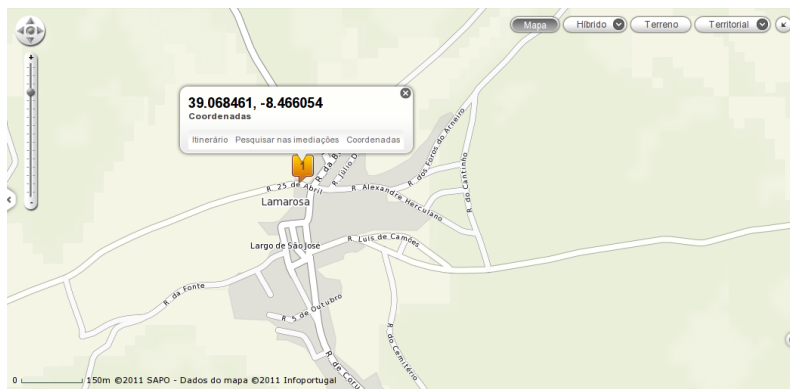 Mapa
Híbrido
Terreno
Territorial
39.068461, -8.466054
Coordenadas
Itinerário Pesquisar nas imediações Coordenadas
1
R. dos Foros do Arneiro
R. do Cantinho
R. 25 de Abril
R. Alexandre Herculano
Lamarosa
Largo de São José
R. Luis de Camões
R. da Fonte
R. 5 de Outubro
R. do Cemitério
0 150m ©2011 SAPO - Dados do mapa ©2011 Infoportugal